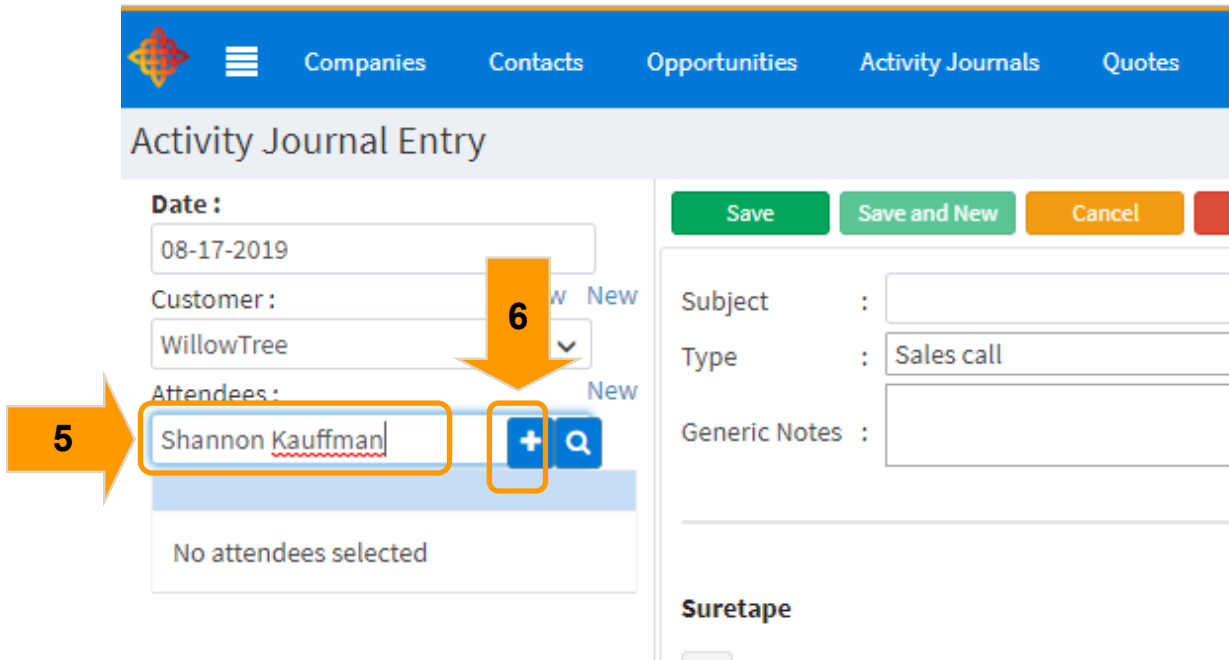 Companies Contacts Opportunities Activity Journals Quotes
Activity Journal Entry
Date :
08-17-2019
Customer : New
WillowTree
Attendees : New
Shannon Kauffman
No attendees selected
5
6
Save Save and New Cancel
Subject :
Type : Sales call
Generic Notes :
Suretape